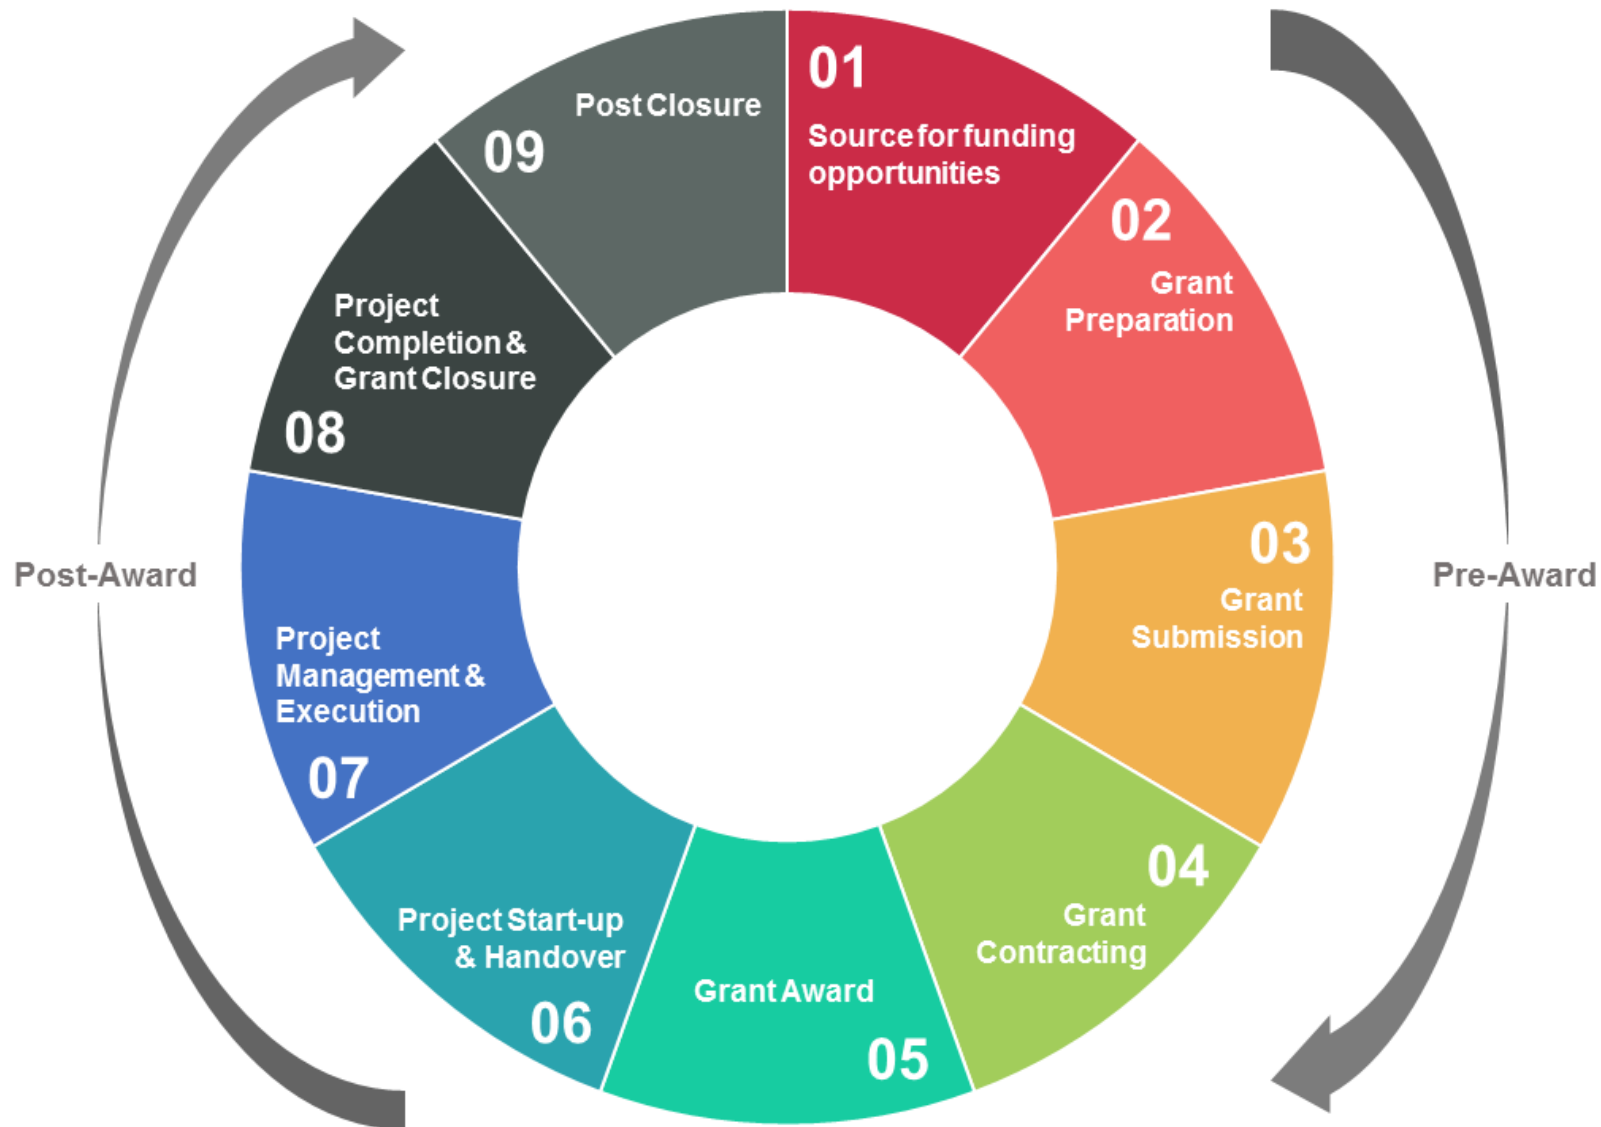 01
Source for funding
opportunities
02
Grant
Preparation
03
Grant
Submission
04
Grant
Contracting
Grant Award
05
Project Start-up
& Handover
06
Project
Management &
Execution
07
Project
Completion &
Grant Closure
08
Post Closure
09
Pre-Award
Post-Award